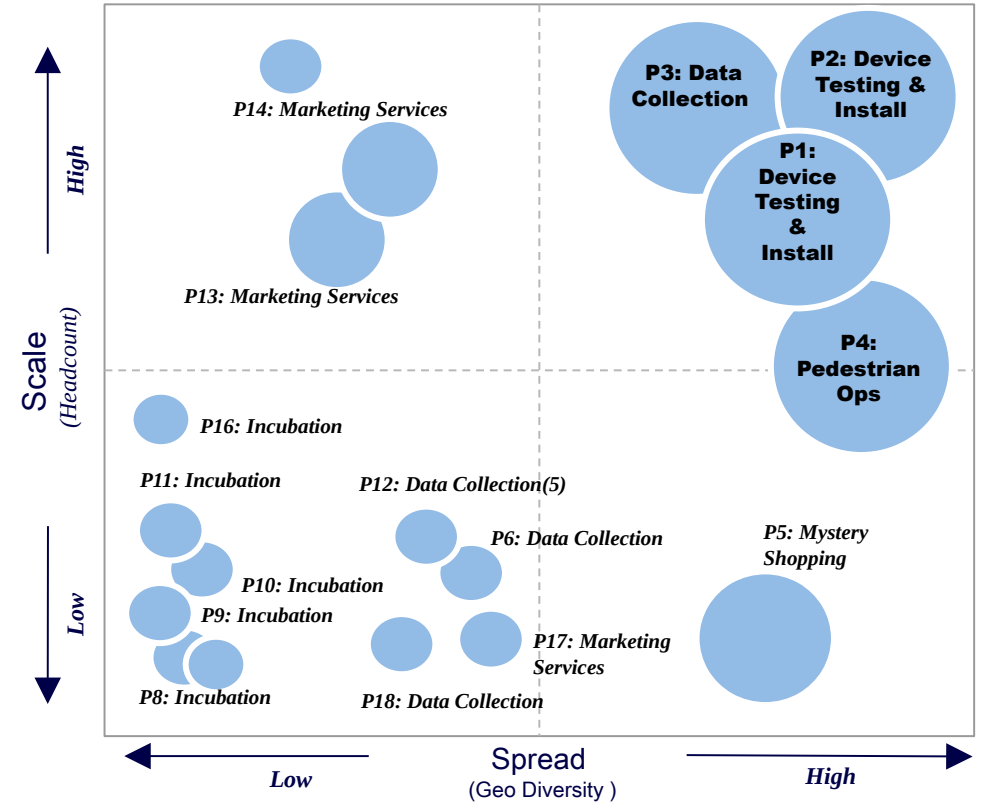 P3: Data
Collection
P2: Device
Testing &
Install
P1:
Device
Testing
&
Install
P14: Marketing Services
High
P13: Marketing Services
Scale
(Headcount)
P4:
Pedestrian
Ops
P16: Incubation
P11: Incubation
P12: Data Collection(5)
P6: Data Collection
P5: Mystery
Shopping
P10: Incubation
P9: Incubation
Low
P17: Marketing
Services
P8: Incubation
P18: Data Collection
Low
Spread
(Geo Diversity )
High